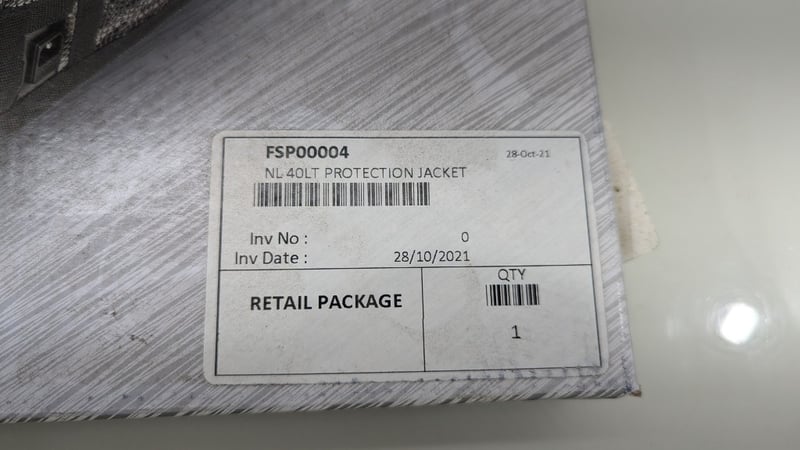 FSP00004
28-Oct-21
NL 40LT PROTECTION JACKET
Inv No : 0
Inv Date : 28/10/2021
RETAIL PACKAGE
QTY
1